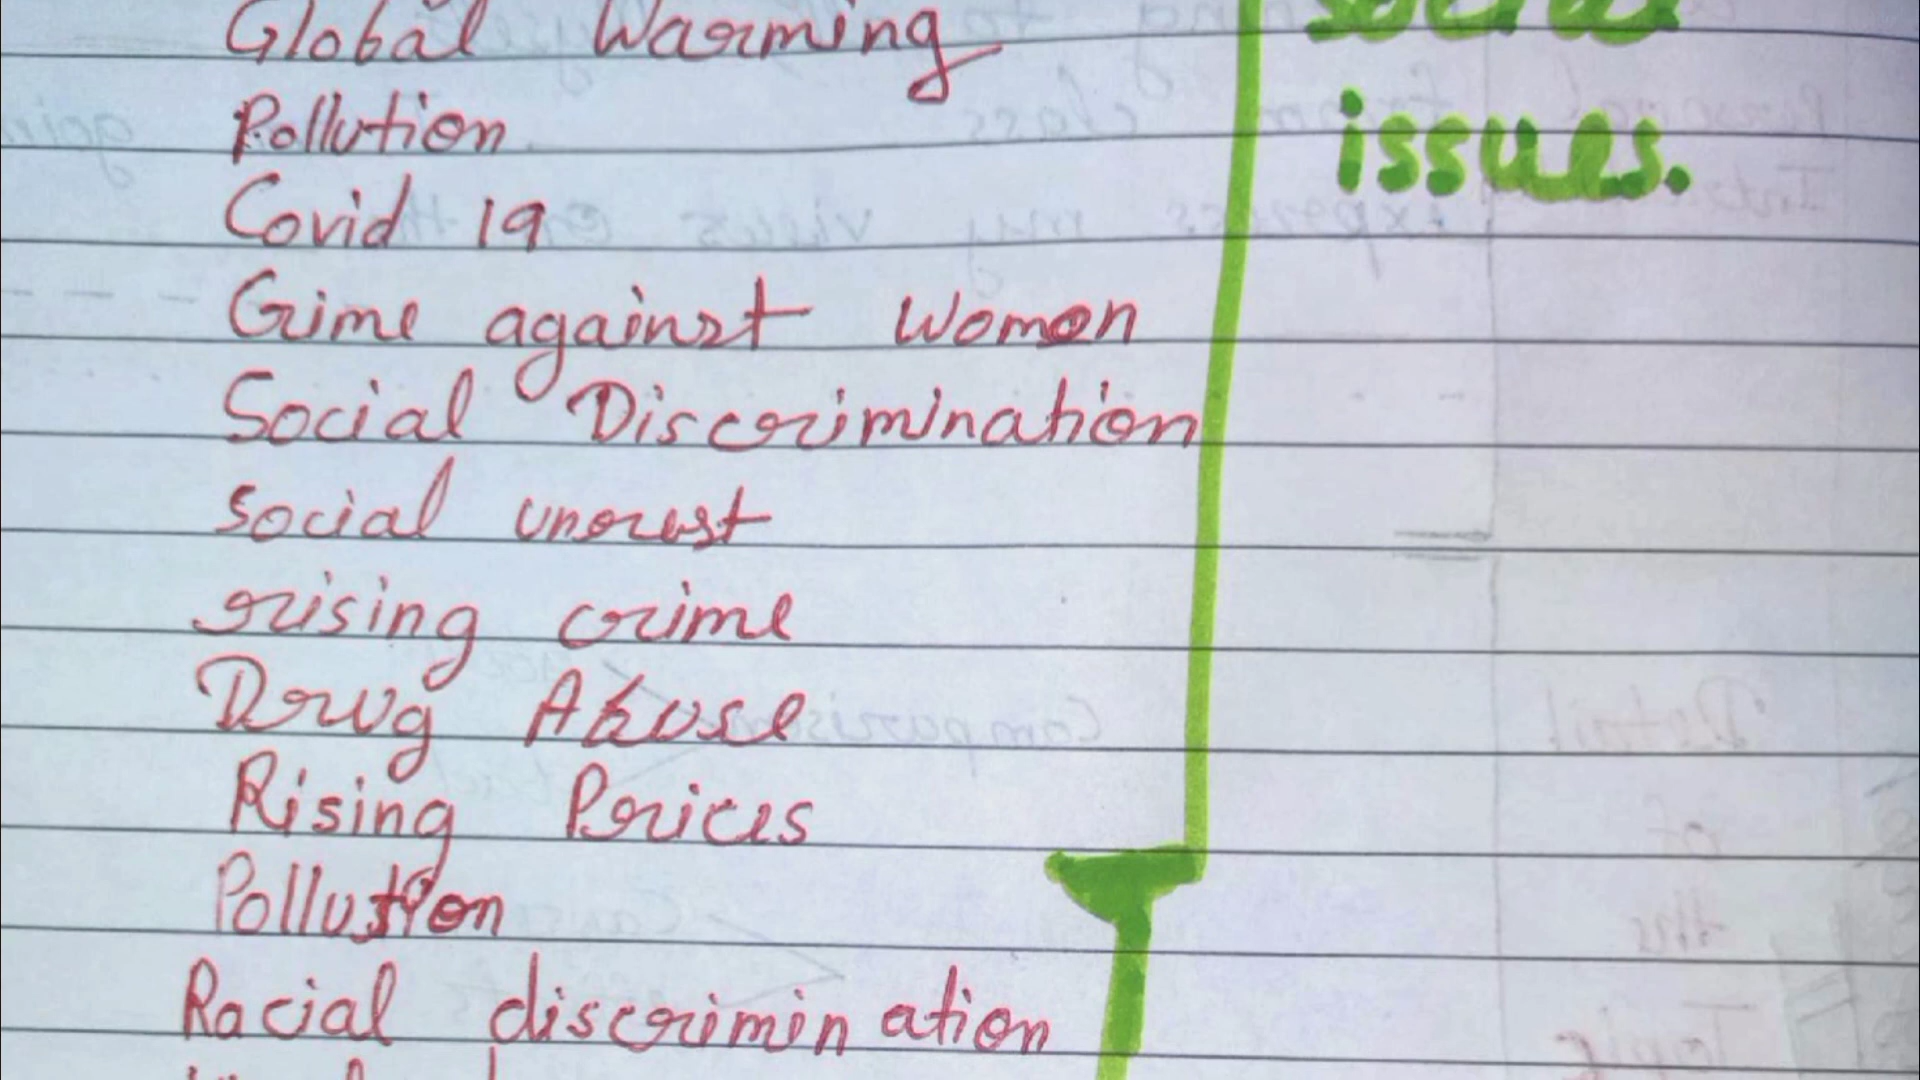 Global Warming
Pollution
Covid 19
Crime against Women
Social Discrimination
social unrest
rising crime
Drug Abuse
Rising Prices
Pollution
Racial discrimination
social
issues.